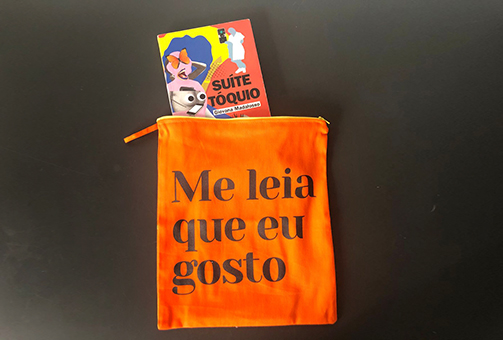 SUÍTE
TÓQUIO
Giovana Madalosso
Me leia
que eu
gosto